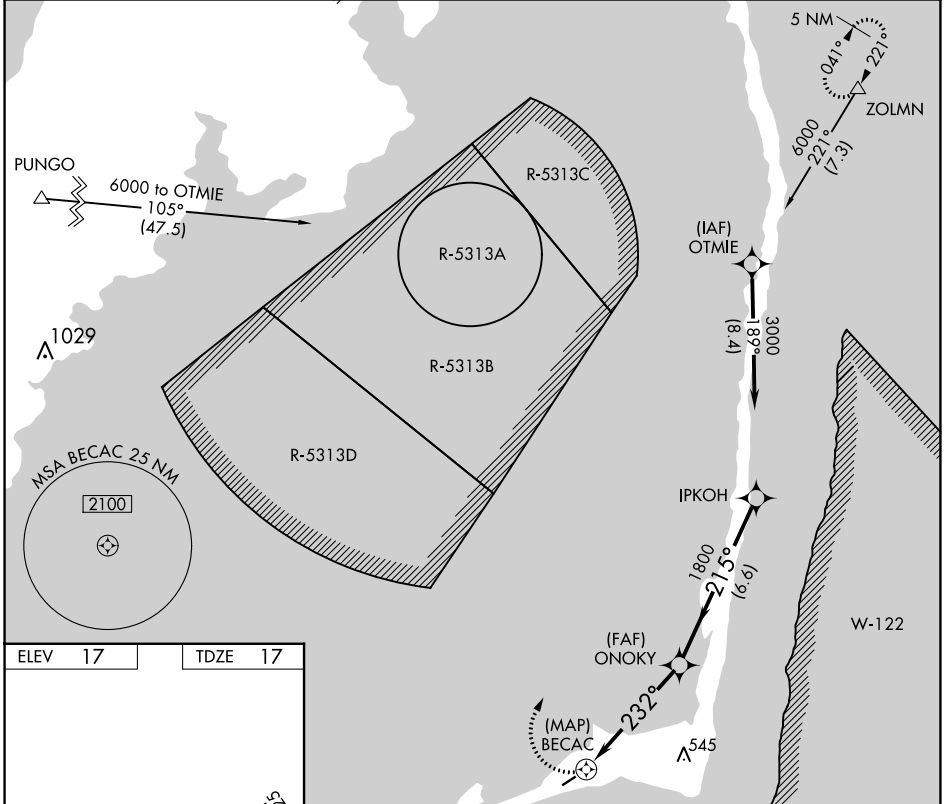 5 NM
041°
221°
ZOLMN
6000
221°
(7.3)
PUNGO
6000 to OTMIE
105°
(47.5)
R-5313C
R-5313A
(IAF)
OTMIE
3000
189°
(8.4)
1029
R-5313B
R-5313D
MSA BECAC 25 NM
2100
IPKOH
1800
215°
(6.6)
W-122
(FAF)
ONOKY
232°
(MAP)
BECAC
545
ELEV 17
TDZE 17